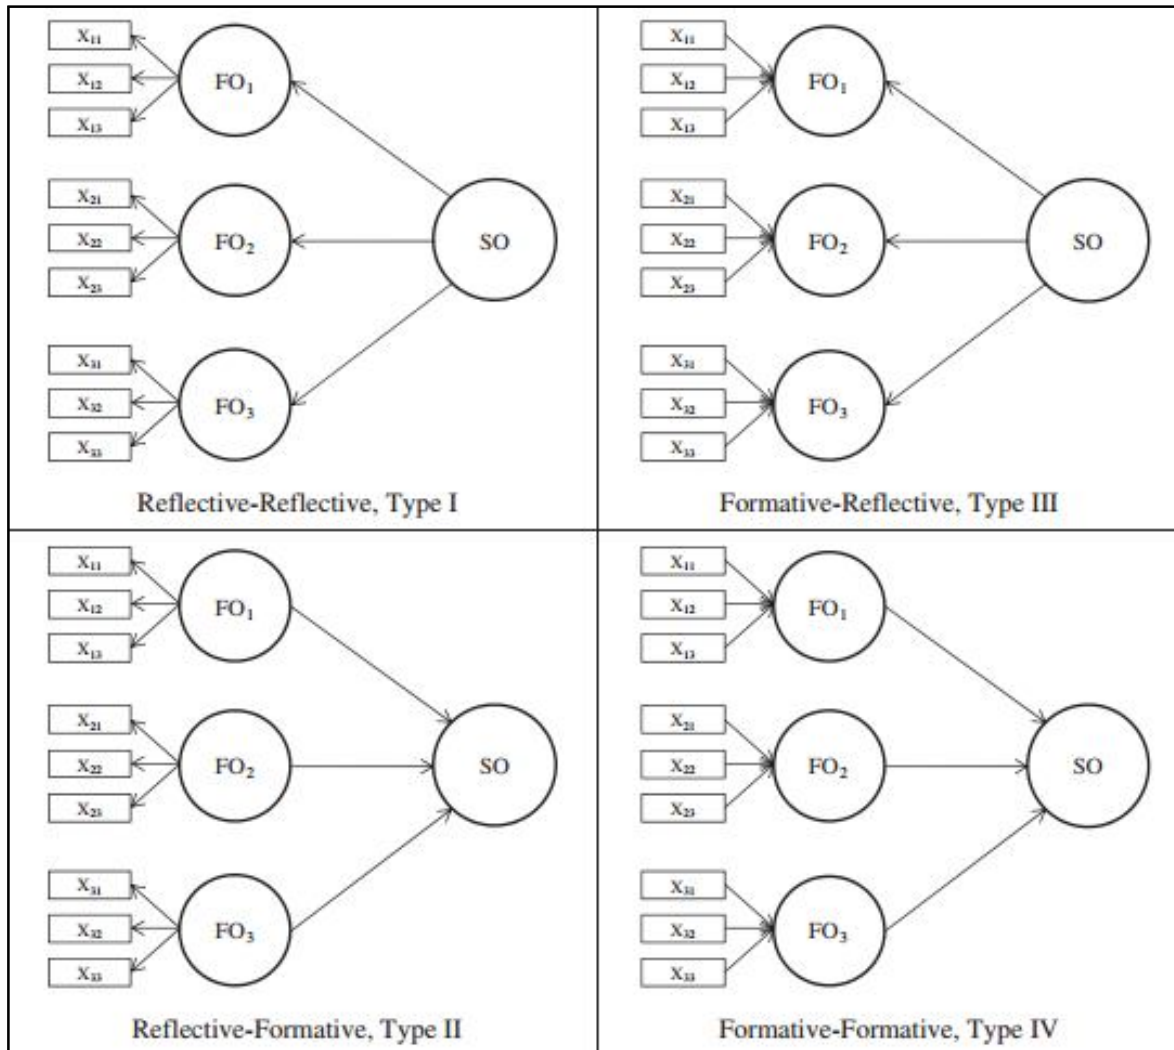 X₁₁
X₁₂
X₁₃
FO₁
X₂₁
X₂₂
X₂₃
FO₂
SO
X₃₁
X₃₂
X₃₃
FO₃
Reflective-Reflective, Type I
X₁₁
X₁₂
X₁₃
FO₁
X₂₁
X₂₂
X₂₃
FO₂
SO
X₃₁
X₃₂
X₃₃
FO₃
Formative-Reflective, Type III
X₁₁
X₁₂
X₁₃
FO₁
X₂₁
X₂₂
X₂₃
FO₂
SO
X₃₁
X₃₂
X₃₃
FO₃
Reflective-Formative, Type II
X₁₁
X₁₂
X₁₃
FO₁
X₂₁
X₂₂
X₂₃
FO₂
SO
X₃₁
X₃₂
X₃₃
FO₃
Formative-Formative, Type IV